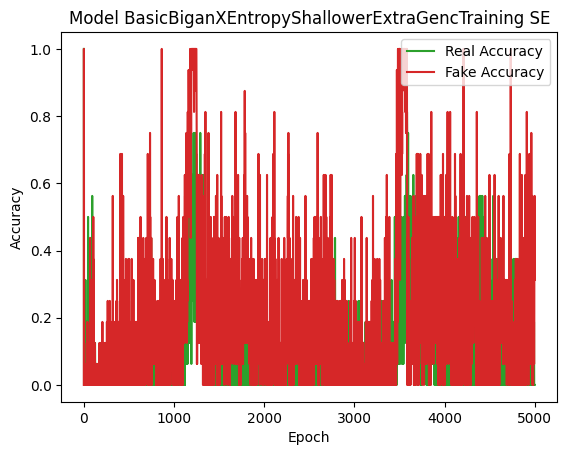 Model BasicBiganXEntropyShallowerExtraGencTraining SE
Real Accuracy
Fake Accuracy
Accuracy
1.0
0.8
0.6
0.4
0.2
0.0
0 1000 2000 3000 4000 5000
Epoch